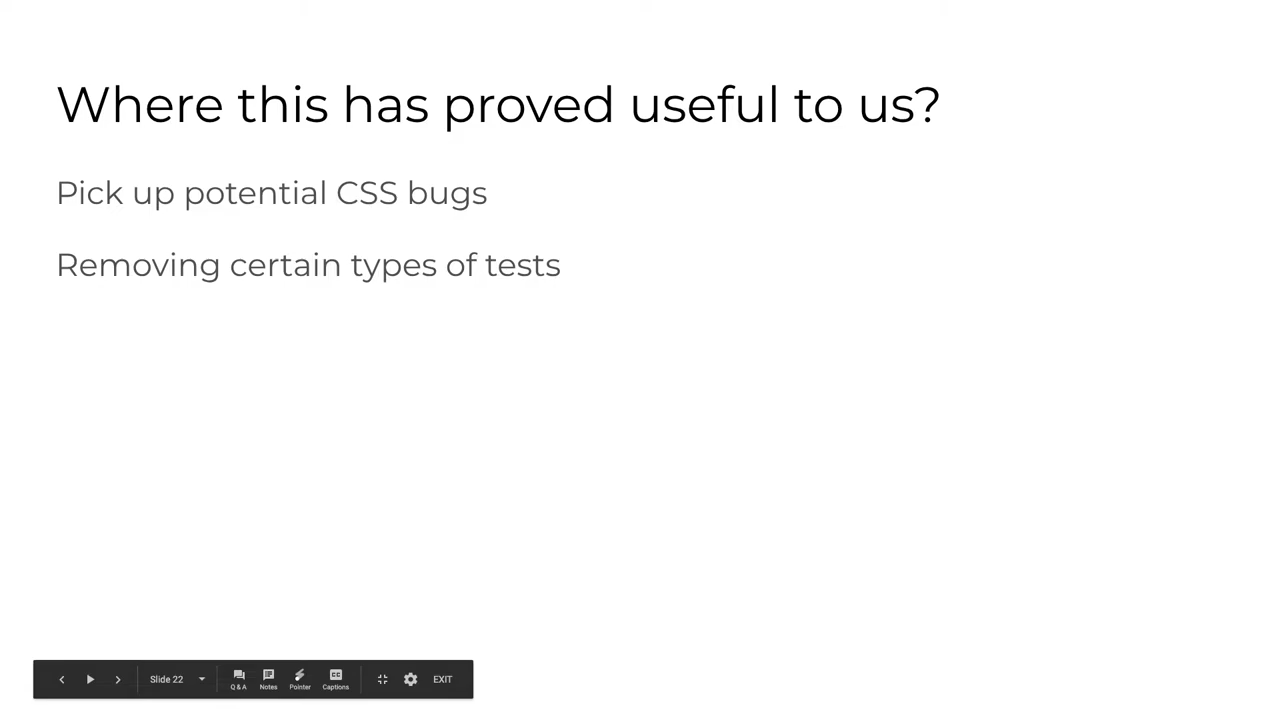 Where this has proved useful to us?
Pick up potential CSS bugs
Removing certain types of tests
Slide 22
Q & A
Notes
Pointer
CC
Captions
EXIT